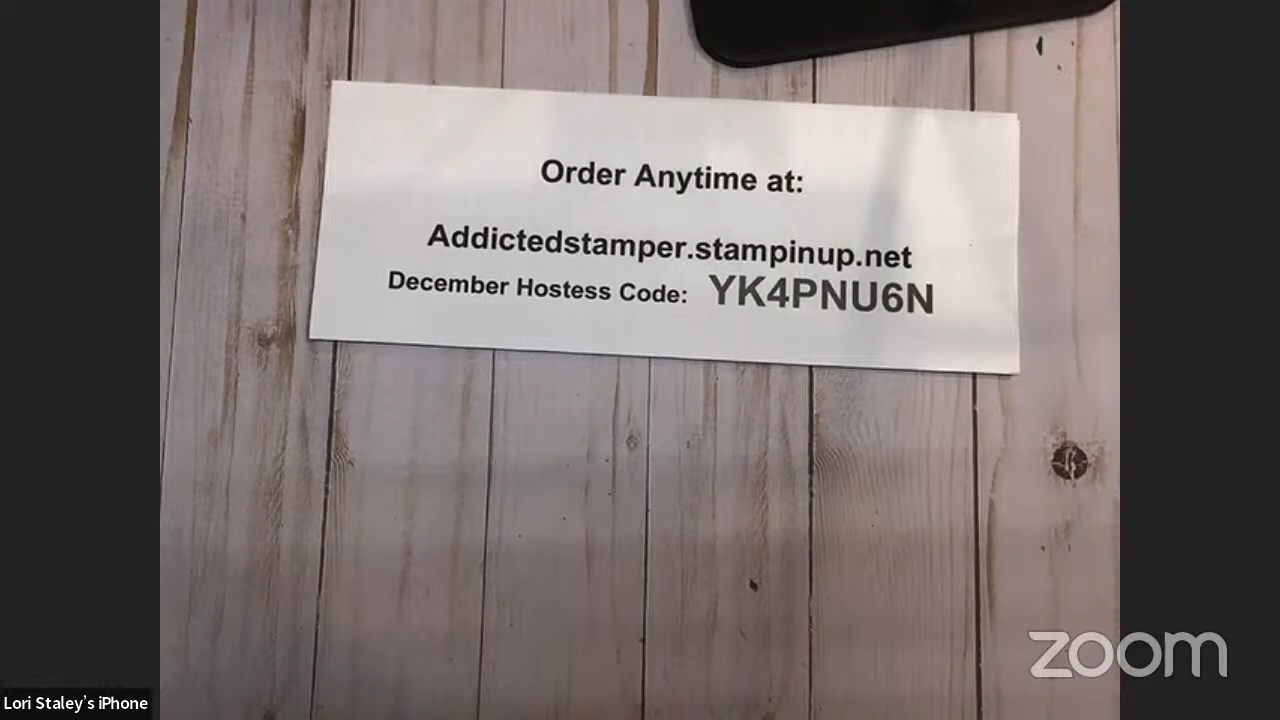 Order Anytime at:
Addictedstamper.stampinup.net
December Hostess Code: YK4PNU6N
zoom
Lori Staley's iPhone